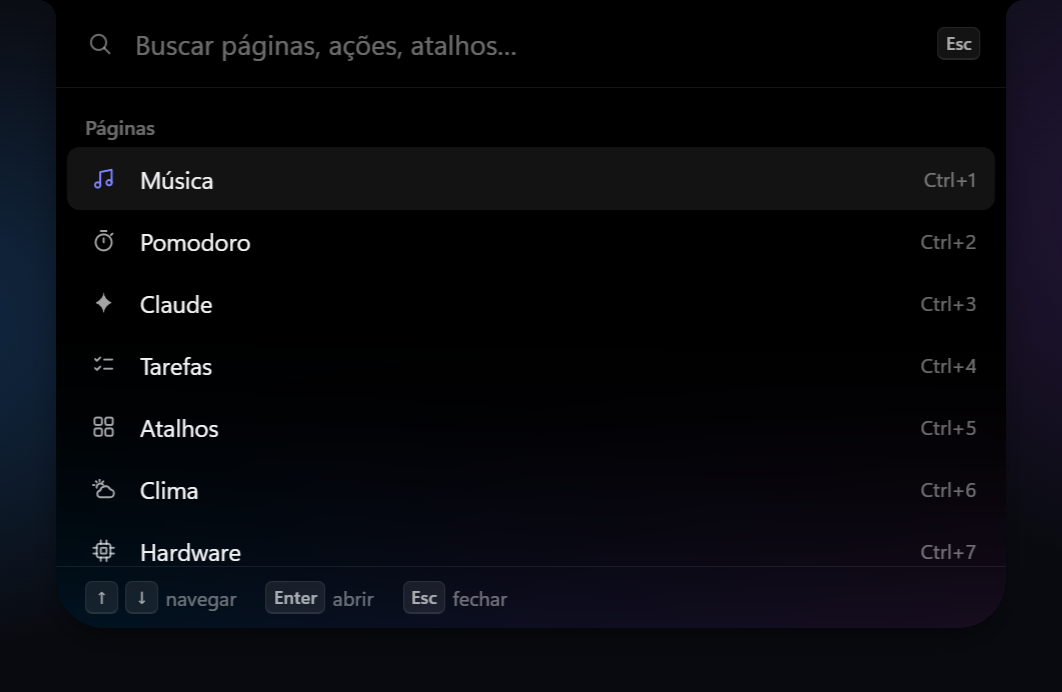 Buscar páginas, ações, atalhos... Esc
Páginas
Música Ctrl+1
Pomodoro Ctrl+2
Claude Ctrl+3
Tarefas Ctrl+4
Atalhos Ctrl+5
Clima Ctrl+6
Hardware Ctrl+7
↑ ↓ navegar Enter abrir Esc fechar